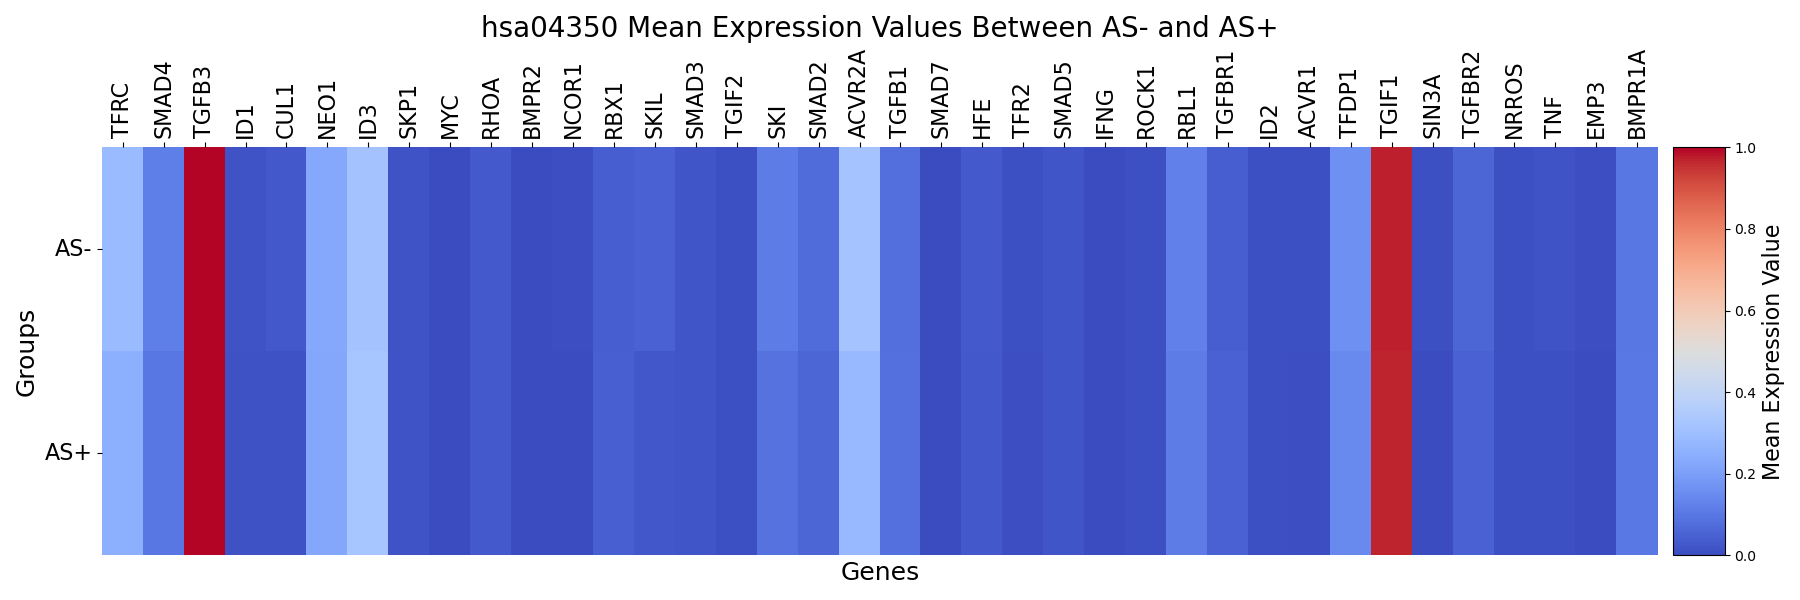 hsa04350 Mean Expression Values Between AS- and AS+
TFRC
SMAD4
TGFB3
ID1
CUL1
NEO1
ID3
SKP1
MYC
RHOA
BMPR2
NCOR1
RBX1
SKIL
SMAD3
TGIF2
SKI
SMAD2
ACVR2A
TGFB1
SMAD7
HFE
TFR2
SMAD5
IFNG
ROCK1
RBL1
TGFBR1
ID2
ACVR1
TFDP1
TGIF1
SIN3A
TGFBR2
NRROS
TNF
EMP3
BMPR1A
Groups
AS-
AS+
Genes
1.0
0.8
0.6
0.4
0.2
0.0
Mean Expression Value